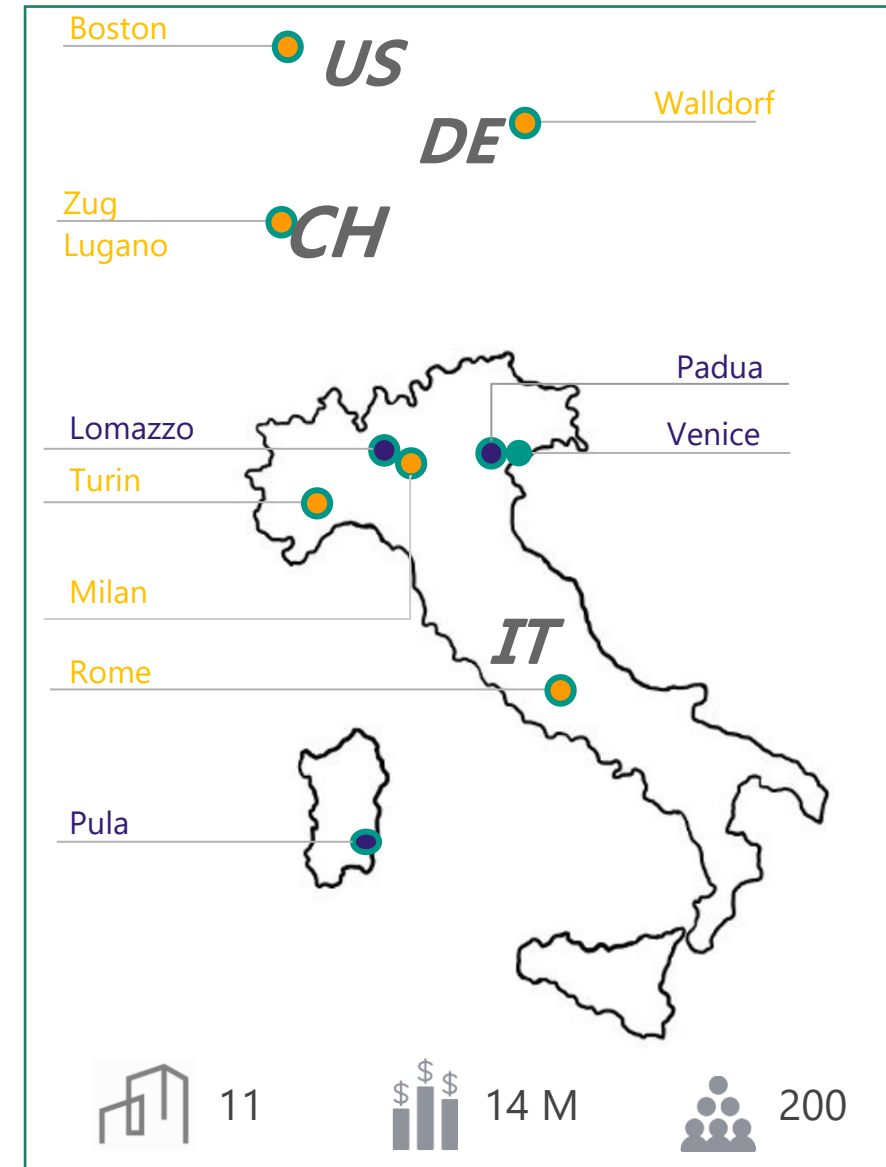 Boston
US
Walldorf
DE
Zug
Lugano
CH
Padua
Lomazzo
Venice
Turin
Milan
IT
Rome
Pula
$ $ $
11
14 M
200